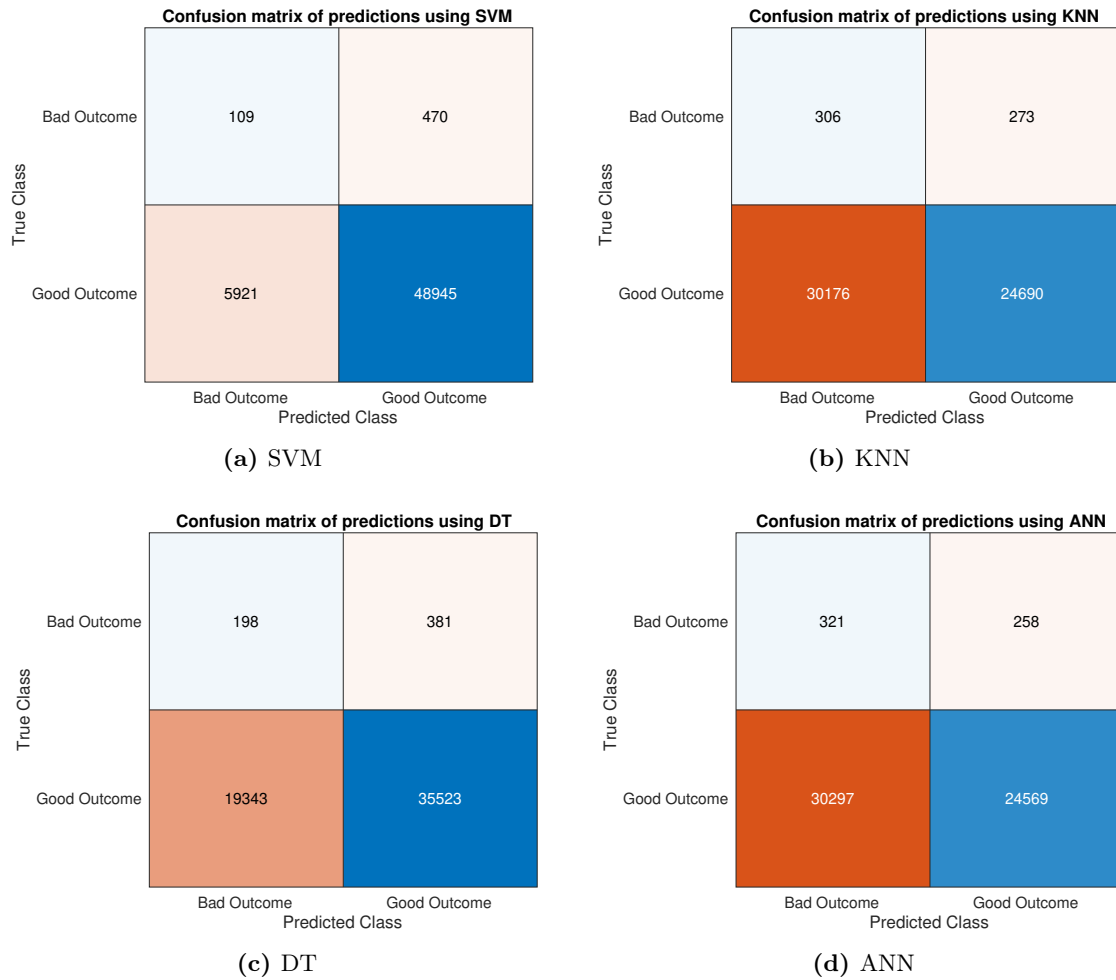 Confusion matrix of predictions using SVM
True Class
Bad Outcome
109
470
Good Outcome
5921
48945
Bad Outcome
Good Outcome
Predicted Class
(a) SVM
Confusion matrix of predictions using KNN
True Class
Bad Outcome
306
273
Good Outcome
30176
24690
Bad Outcome
Good Outcome
Predicted Class
(b) KNN
Confusion matrix of predictions using DT
True Class
Bad Outcome
198
381
Good Outcome
19343
35523
Bad Outcome
Good Outcome
Predicted Class
(c) DT
Confusion matrix of predictions using ANN
True Class
Bad Outcome
321
258
Good Outcome
30297
24569
Bad Outcome
Good Outcome
Predicted Class
(d) ANN